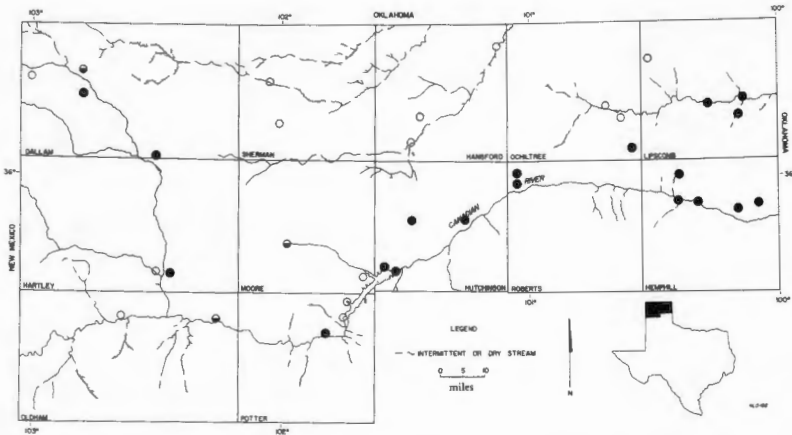 103°
102°
OKLAHOMA
101°
100°
DALLAM
SHERMAN
HANSFORD
OCHILTREE
LIPSCOMB
OKLAHOMA
36°
36°
NEW MEXICO
CANADIAN
RIVER
HARTLEY
MOORE
HUTCHINSON
ROBERTS
HEMPHILL
101°
100°
LEGEND
INTERMITTENT OR DRY STREAM
0 5 10
miles
N
OLDHAM
POTTER
103°
102°